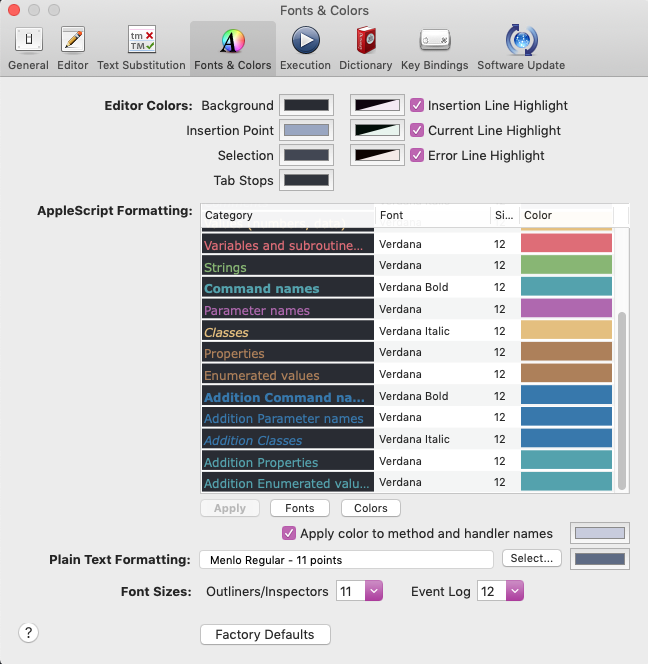 Fonts & Colors
tm
TM
General Editor Text Substitution Fonts & Colors Execution Dictionary Key Bindings Software Update
Editor Colors: Background Insertion Line Highlight
Insertion Point Current Line Highlight
Selection Error Line Highlight
Tab Stops
AppleScript Formatting: Category Font Si... Color
Variables and subroutine... Verdana 12
Strings Verdana 12
Command names Verdana Bold 12
Parameter names Verdana 12
Classes Verdana Italic 12
Properties Verdana 12
Enumerated values Verdana 12
Addition Command na... Verdana Bold 12
Addition Parameter names Verdana 12
Addition Classes Verdana Italic 12
Addition Properties Verdana 12
Addition Enumerated valu... Verdana 12
Apply Fonts Colors
Apply color to method and handler names
Plain Text Formatting: Menlo Regular - 11 points Select...
Font Sizes: Outliners/Inspectors 11 Event Log 12
? Factory Defaults